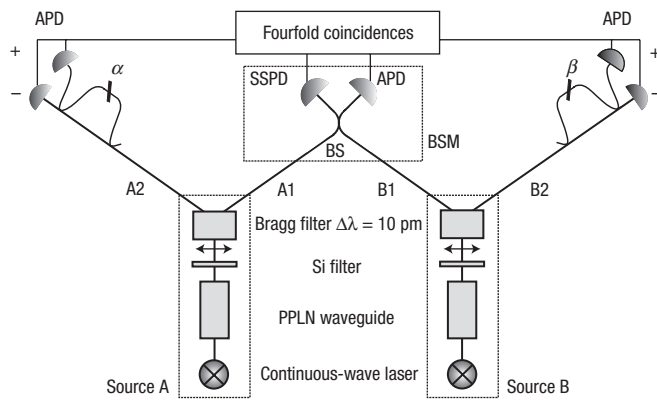 APD
APD
Fourfold coincidences
+
+
α
SSPD
APD
β
−
−
BS
BSM
A2
A1
B1
B2
Bragg filter Δλ = 10 pm
Si filter
PPLN waveguide
Continuous-wave laser
Source A
Source B